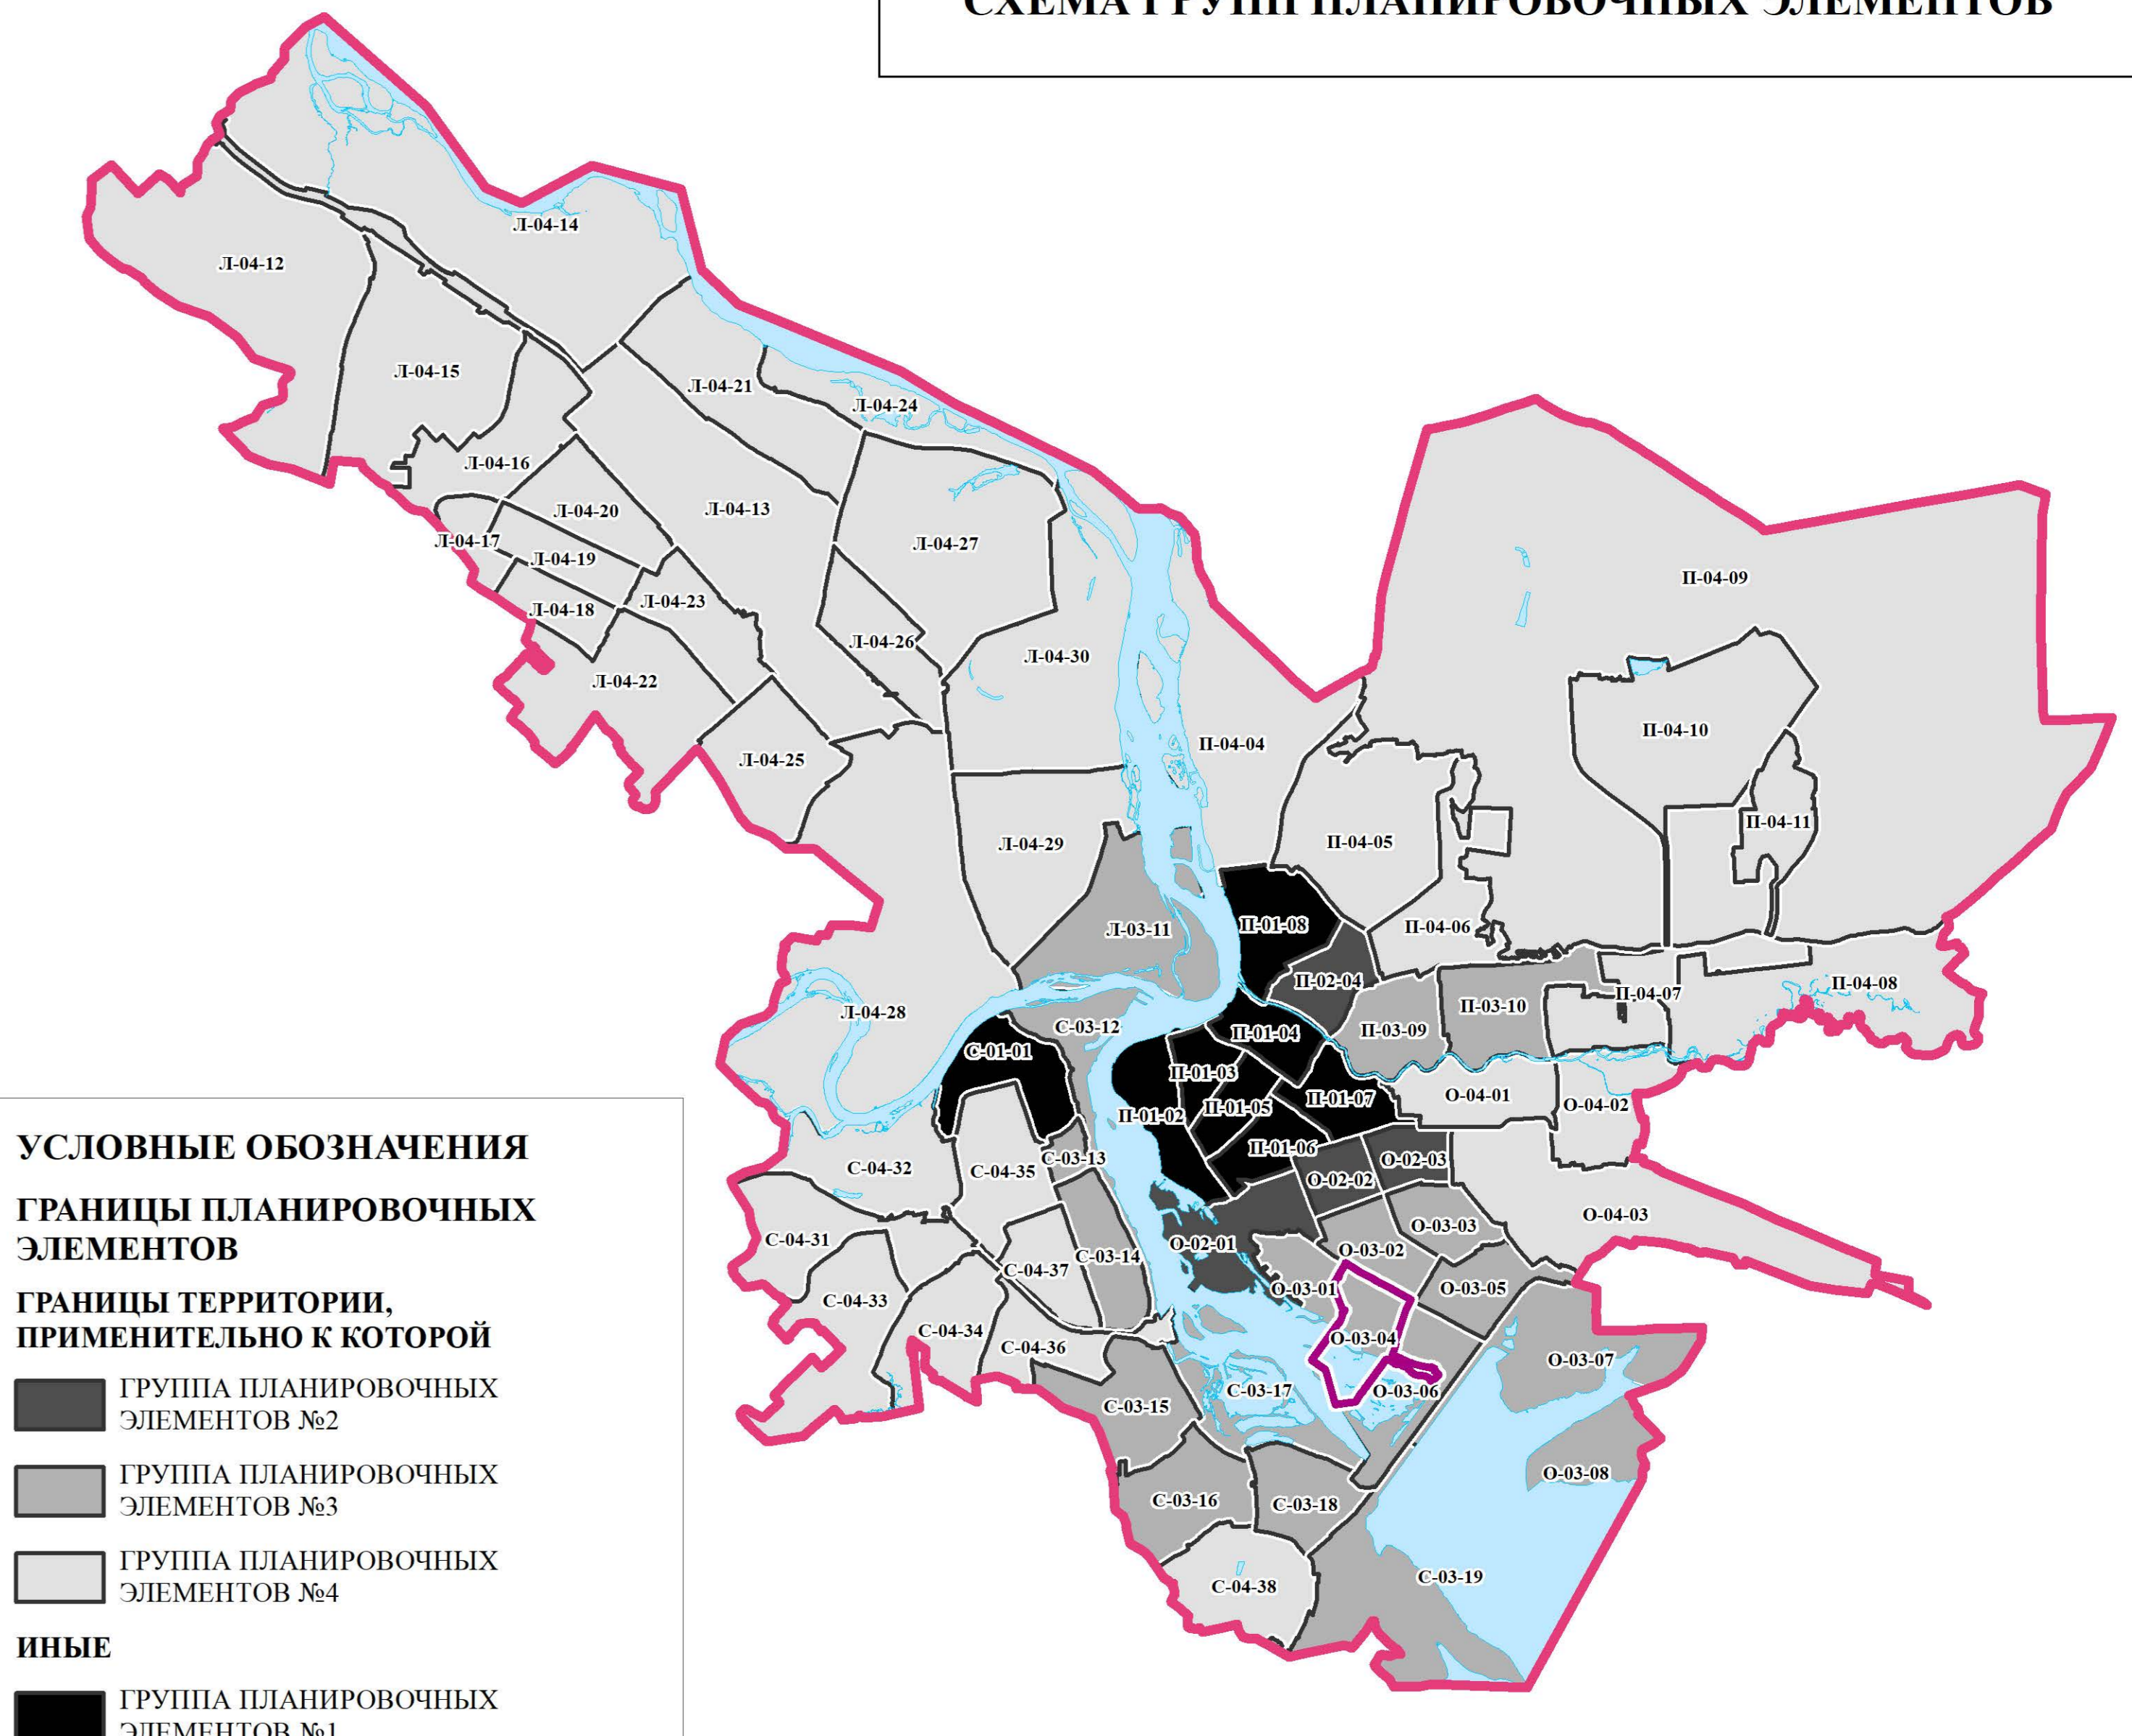 СХЕМА ГРУПП ПЛАНИРОВОЧНЫХ ЭЛЕМЕНТОВ
Л-04-14
Л-04-12
Л-04-15
Л-04-21
Л-04-24
Л-04-16
Л-04-20
Л-04-13
Л-04-17
Л-04-19
Л-04-27
Л-04-18
Л-04-23
П-04-09
Л-04-26
Л-04-30
Л-04-22
П-04-10
П-04-04
Л-04-25
П-04-11
Л-04-29
П-04-05
Л-03-11
П-01-08
П-04-06
П-02-04
П-04-08
П-04-07
П-03-10
Л-04-28
С-03-12
П-01-04
П-03-09
С-01-01
П-01-03
П-01-07
О-04-01
О-04-02
П-01-02
П-01-05
П-01-06
С-03-13
О-02-03
С-04-32
С-04-35
О-02-02
О-04-03
О-03-03
С-04-31
О-02-01
О-03-02
С-03-14
С-04-37
О-03-01
О-03-05
С-04-33
С-04-34
О-03-04
С-04-36
О-03-07
С-03-17
О-03-06
С-03-15
О-03-08
С-03-16
С-03-18
С-03-19
С-04-38
УСЛОВНЫЕ ОБОЗНАЧЕНИЯ
ГРАНИЦЫ ПЛАНИРОВОЧНЫХ
ЭЛЕМЕНТОВ
ГРАНИЦЫ ТЕРРИТОРИИ,
ПРИМЕНИТЕЛЬНО К КОТОРОЙ
ГРУППА ПЛАНИРОВОЧНЫХ
ЭЛЕМЕНТОВ №2
ГРУППА ПЛАНИРОВОЧНЫХ
ЭЛЕМЕНТОВ №3
ГРУППА ПЛАНИРОВОЧНЫХ
ЭЛЕМЕНТОВ №4
ИНЫЕ
ГРУППА ПЛАНИРОВОЧНЫХ
ЭЛЕМЕНТОВ №1